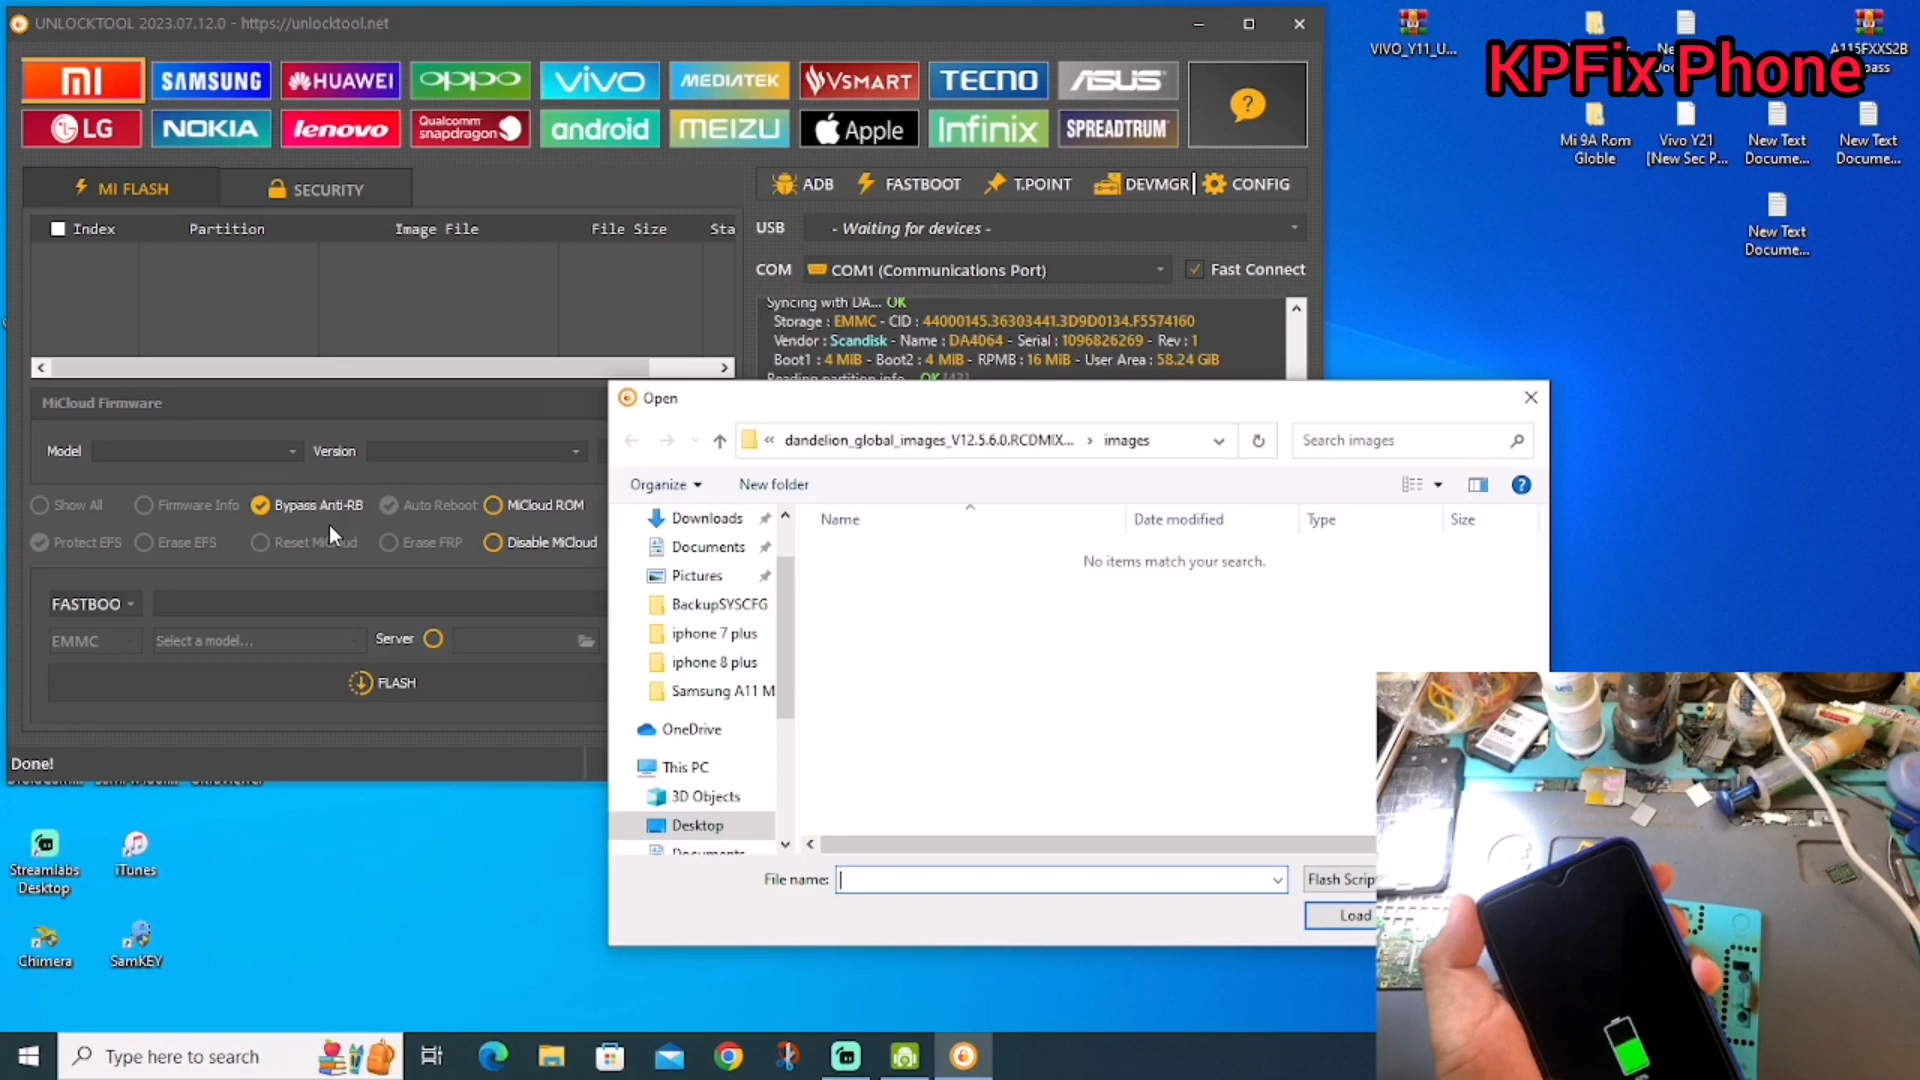 UNLOCKTOOL 2023.07.12.0 - https://unlocktool.net
VIVO_Y11_U...
A115FXXS2B
KPFix Phone
mi SAMSUNG HUAWEI oppo vivo MEDIATEK VSMART TECNO ASUS ?
LG NOKIA lenovo Qualcomm snapdragon android MEIZU Apple Infinix SPREADTRUM
Mi 9A Rom Globle
Vivo Y21 [New Sec P...
New Text Docume...
New Text Docume...
New Text Docume...
MI FLASH SECURITY
ADB FASTBOOT T.POINT DEVMGR CONFIG
Index Partition Image File File Size Sta
USB - Waiting for devices -
COM COM1 (Communications Port) Fast Connect
Syncing with DA... OK
Storage : EMMC - CID : 44000145.36303441.3D9D0134.F5574160
Vendor : Scandisk - Name : DA4064 - Serial : 1096826269 - Rev : 1
Boot1 : 4 MiB - Boot2 : 4 MiB - RPMB : 16 MiB - User Area : 58.24 GiB
Reading partition info... OK [43]
MiCloud Firmware
Model Version
Show All Firmware Info Bypass Anti-RB Auto Reboot MiCloud ROM
Protect EFS Erase EFS Reset MiCloud Erase FRP Disable MiCloud
FASTBOO
EMMC Select a model... Server
FLASH
Done!
Open
« dandelion_global_images_V12.5.6.0.RCDMIX... › images
Search images
Organize New folder
Name Date modified Type Size
No items match your search.
Downloads
Documents
Pictures
BackupSYSCFG
iphone 7 plus
iphone 8 plus
Samsung A11 M
OneDrive
This PC
3D Objects
Desktop
Documents
File name: Flash Scrip
Load
Streamlabs Desktop
iTunes
Chimera
SamKEY
Type here to search